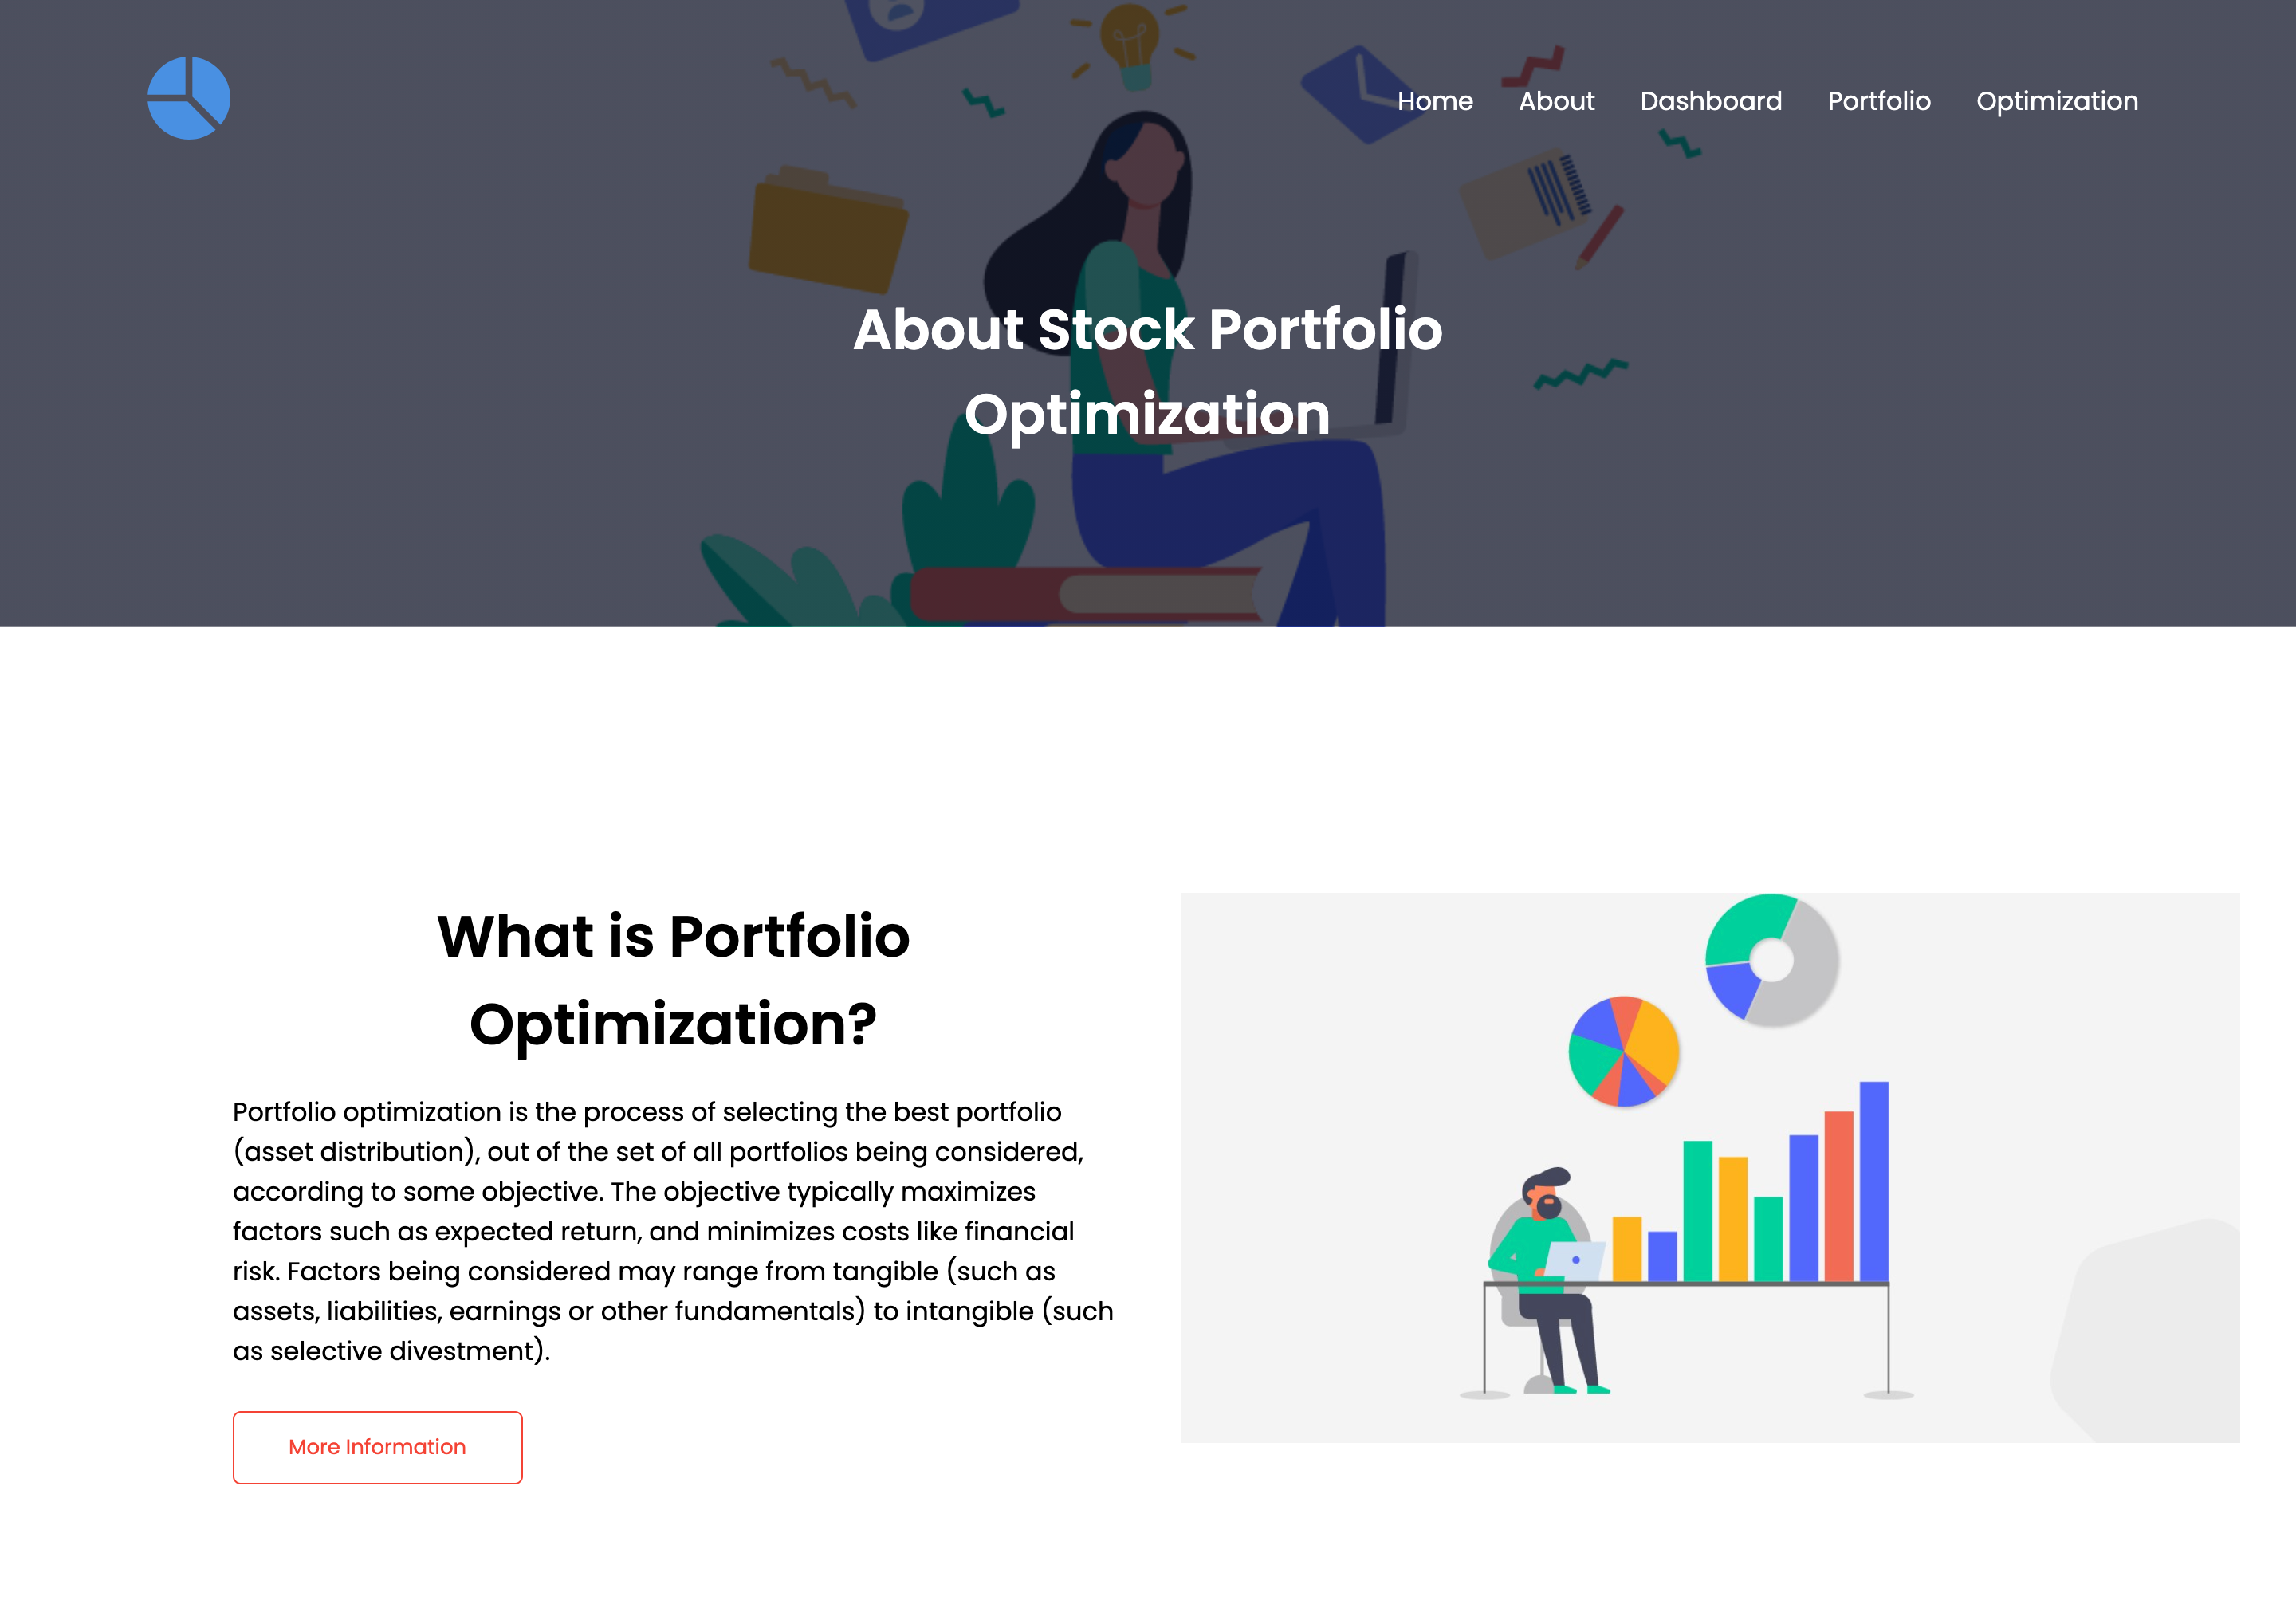 Home About Dashboard Portfolio Optimization
About Stock Portfolio
Optimization
What is Portfolio
Optimization?
Portfolio optimization is the process of selecting the best portfolio
(asset distribution), out of the set of all portfolios being considered,
according to some objective. The objective typically maximizes
factors such as expected return, and minimizes costs like financial
risk. Factors being considered may range from tangible (such as
assets, liabilities, earnings or other fundamentals) to intangible (such
as selective divestment).
More Information